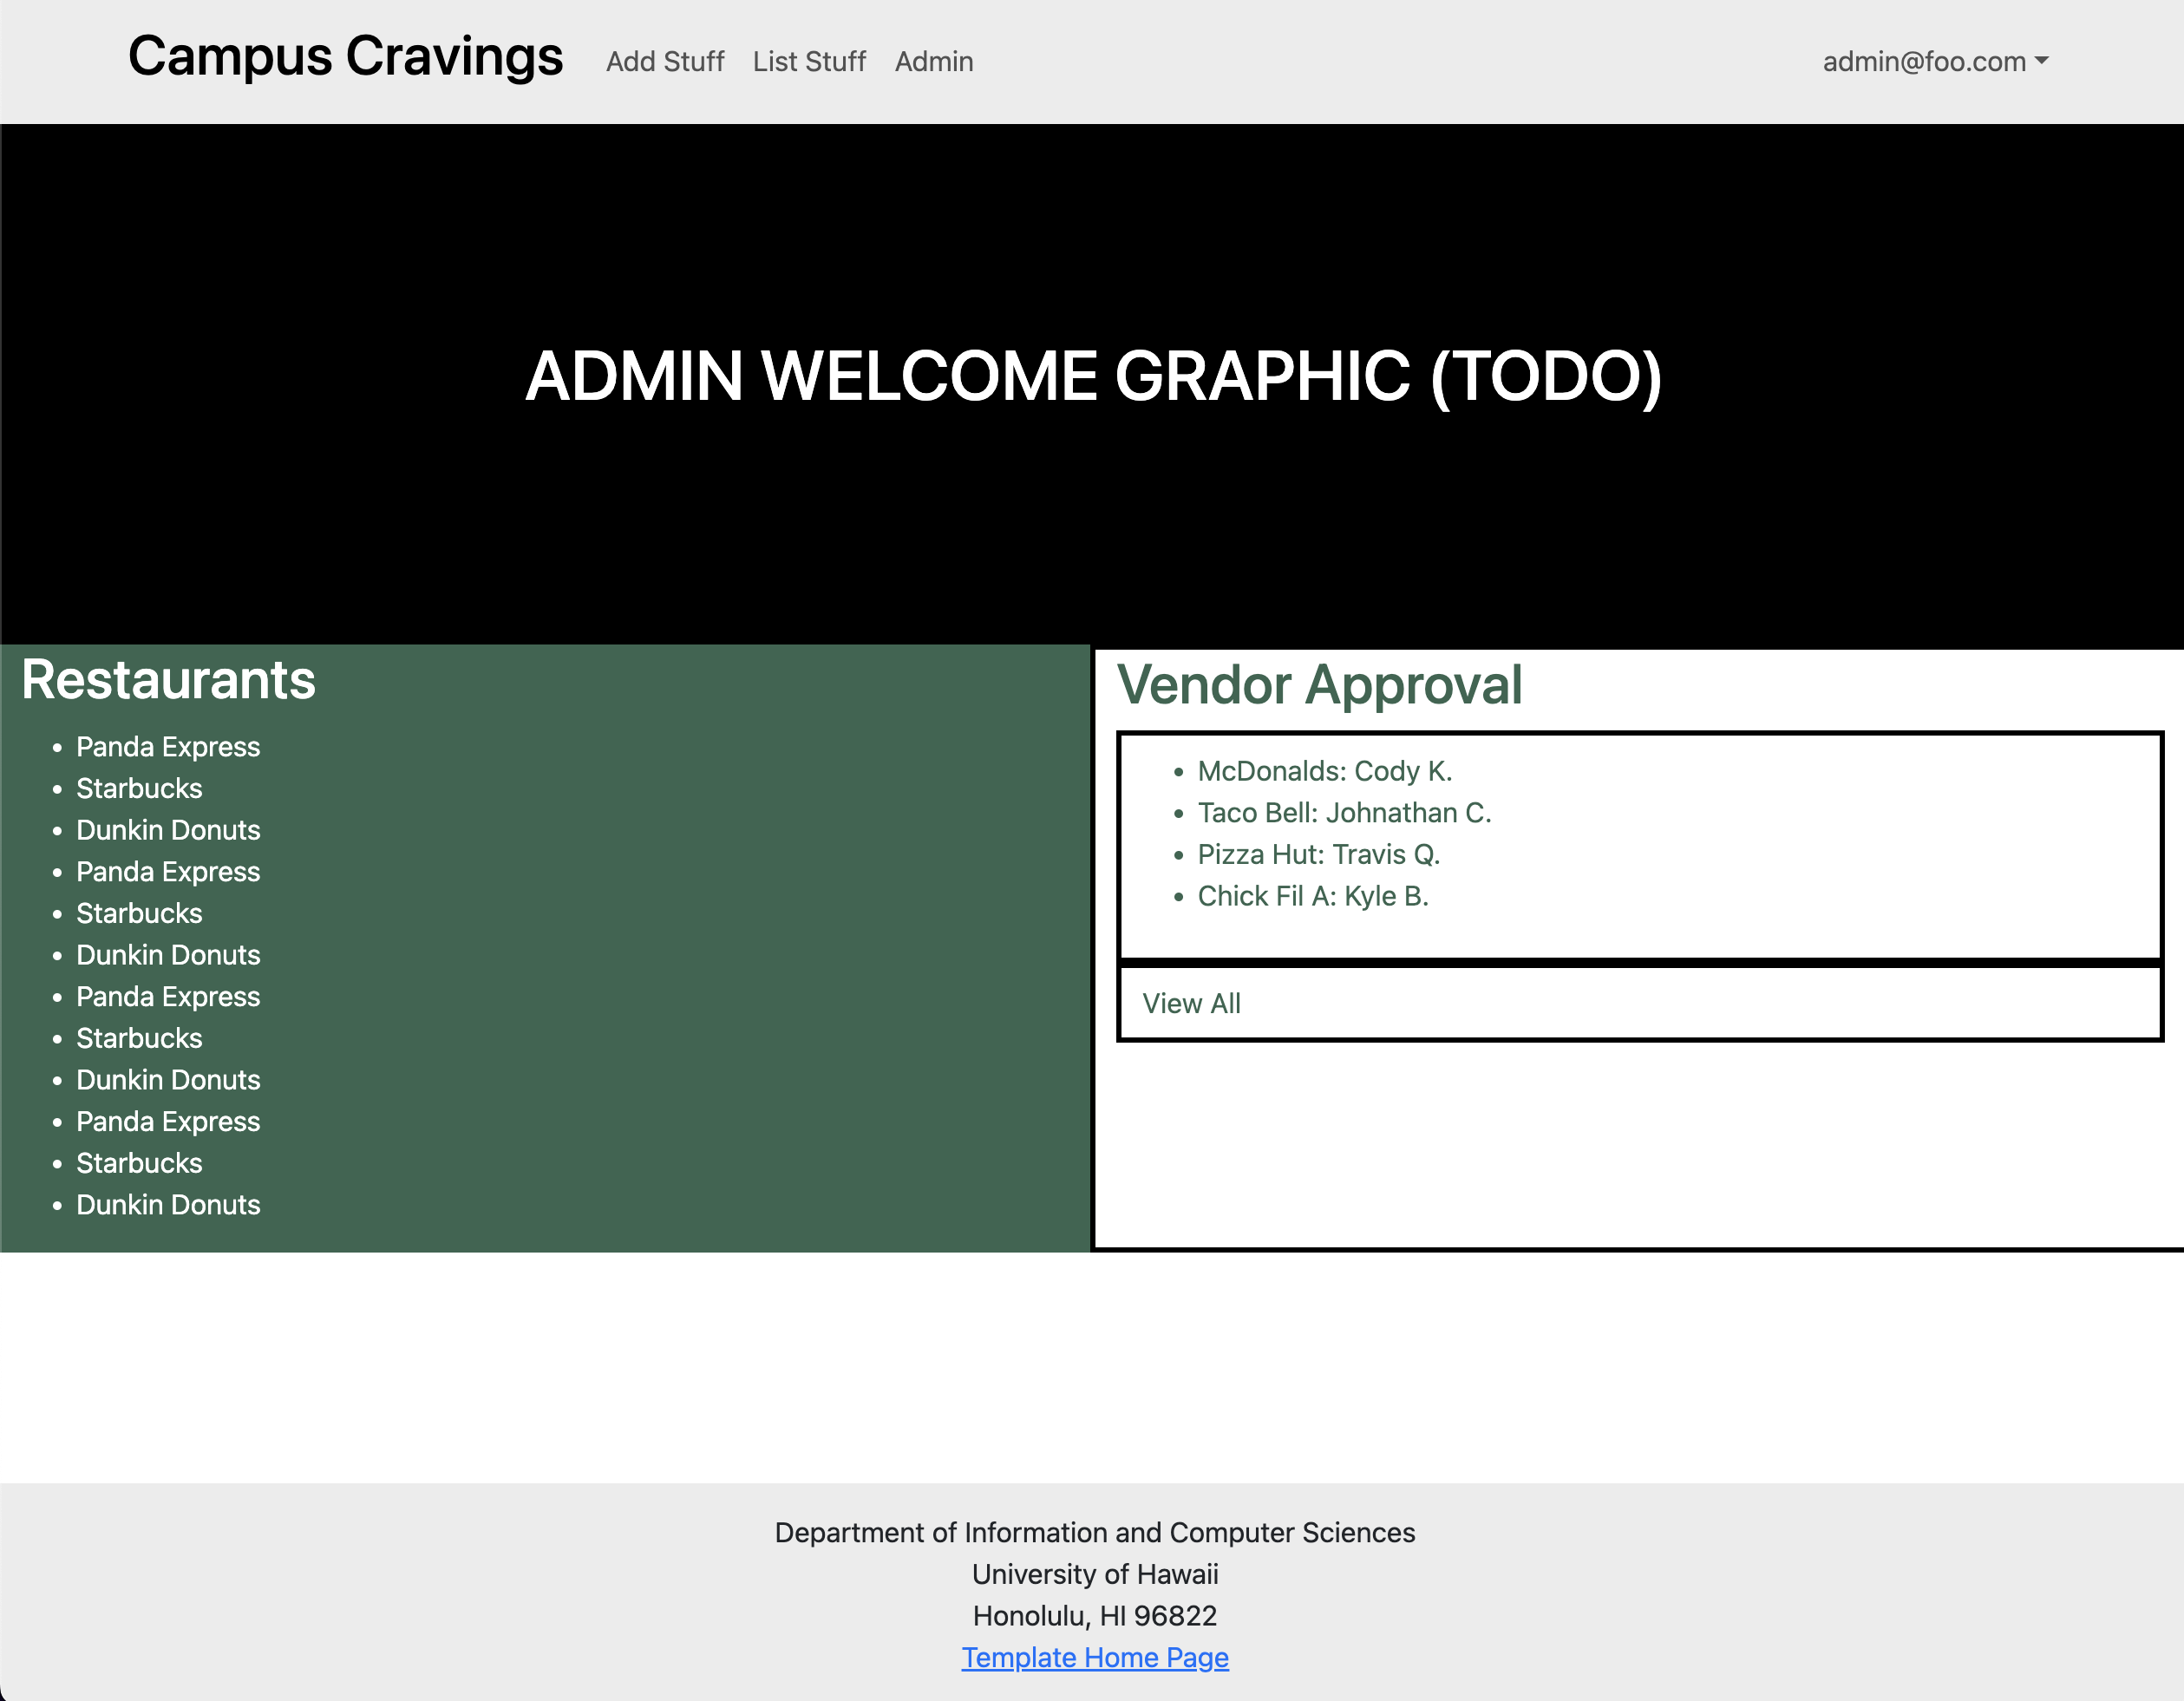 Campus Cravings Add Stuff List Stuff Admin admin@foo.com
ADMIN WELCOME GRAPHIC (TODO)
Restaurants
Panda Express
Starbucks
Dunkin Donuts
Panda Express
Starbucks
Dunkin Donuts
Panda Express
Starbucks
Dunkin Donuts
Panda Express
Starbucks
Dunkin Donuts
Vendor Approval
McDonalds: Cody K.
Taco Bell: Johnathan C.
Pizza Hut: Travis Q.
Chick Fil A: Kyle B.
View All
Department of Information and Computer Sciences
University of Hawaii
Honolulu, HI 96822
Template Home Page